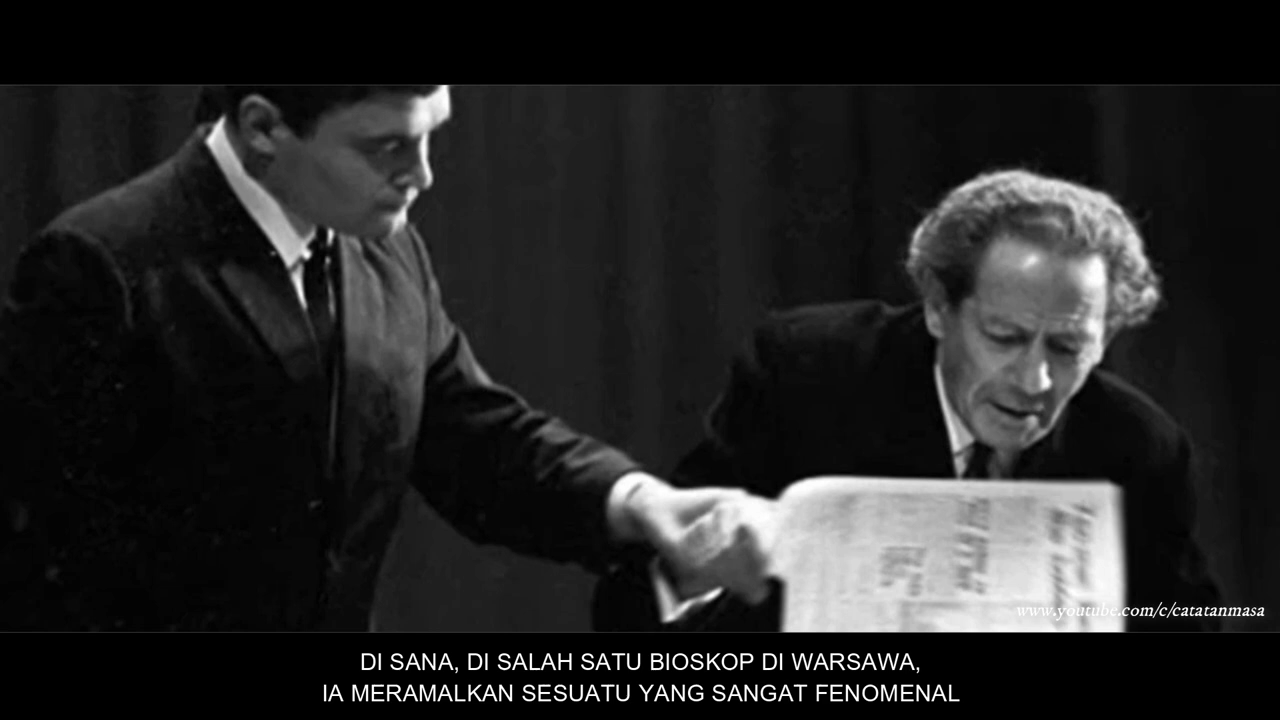 www.youtube.com/c/catatanmasa
DI SANA, DI SALAH SATU BIOSKOP DI WARSAWA,
IA MERAMALKAN SESUATU YANG SANGAT FENOMENAL